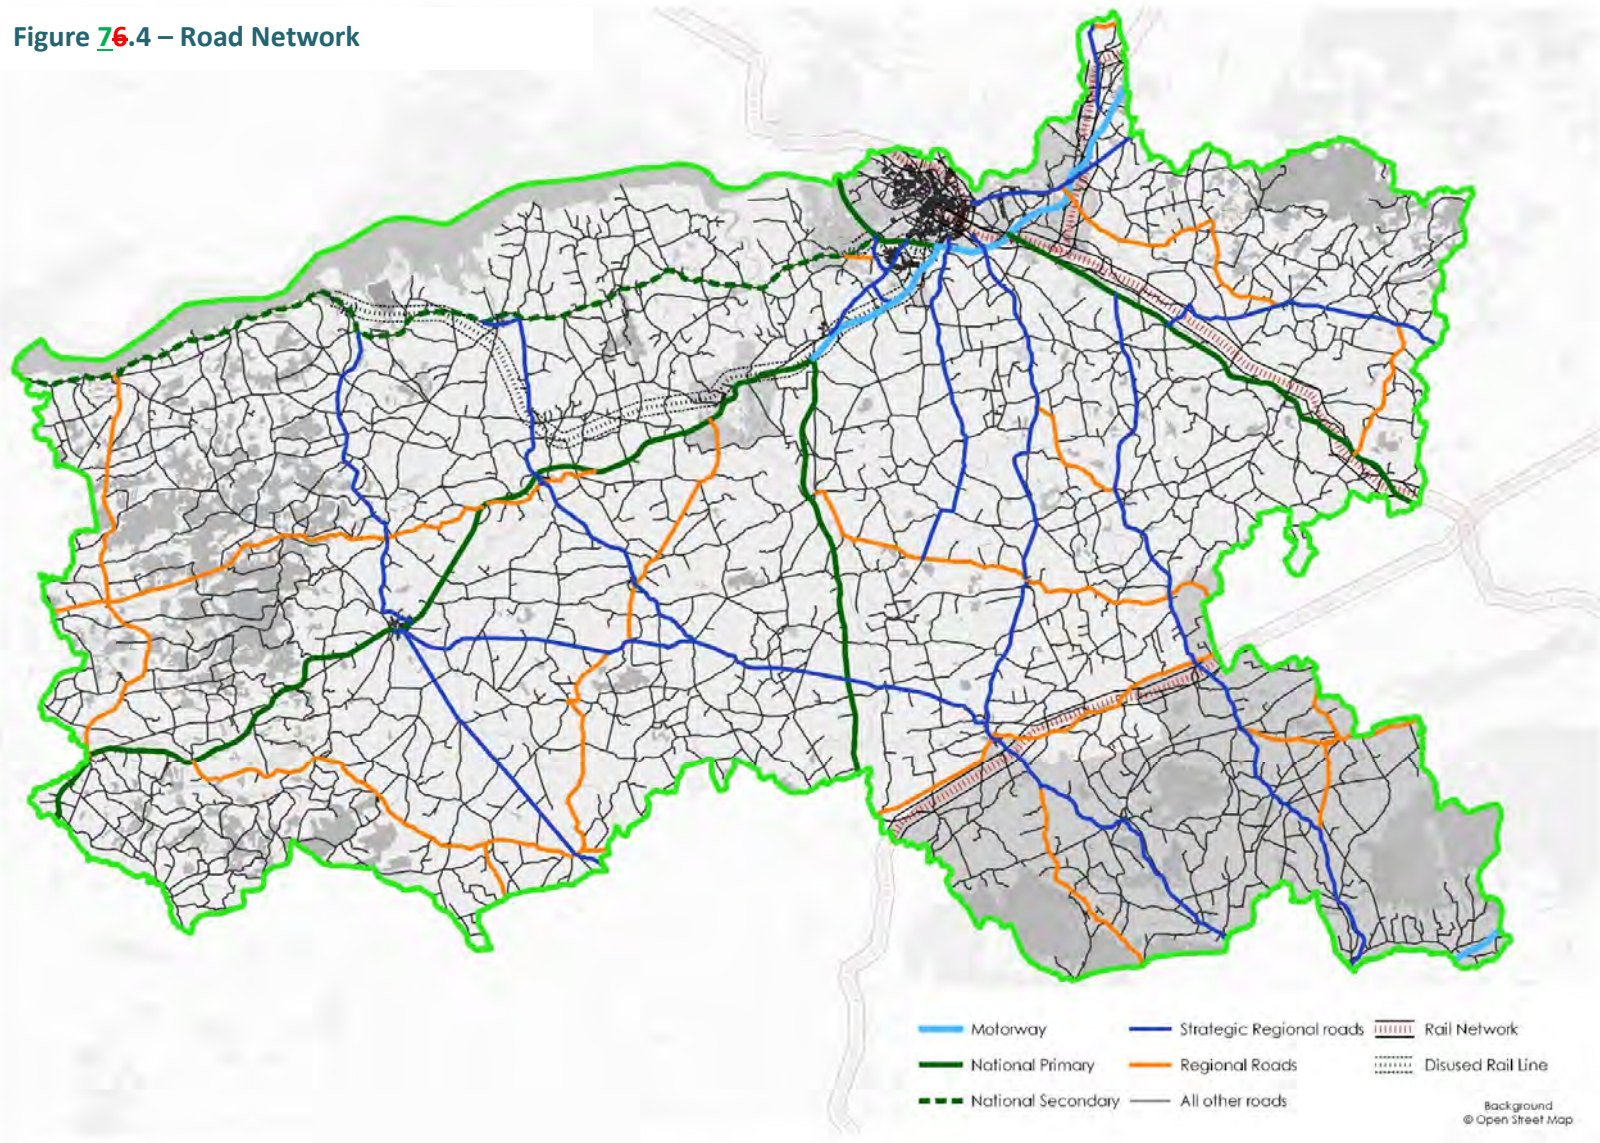 Figure 76.4 – Road Network
Motorway
Strategic Regional roads
Rail Network
National Primary
Regional Roads
Disused Rail Line
National Secondary
All other roads
Background
© Open Street Map